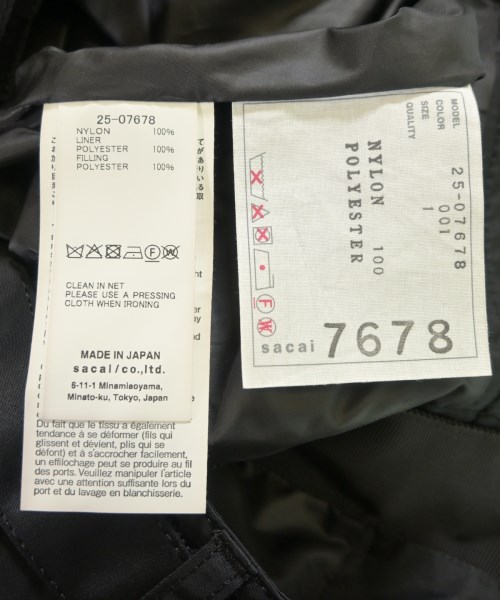 25-07678
NYLON 100%
LINER
POLYESTER 100%
FILLING
POLYESTER 100%
CLEAN IN NET
PLEASE USE A PRESSING
CLOTH WHEN IRONING
MADE IN JAPAN
sacai/co.,ltd.
6-11-1 Minamiaoyama,
Minato-ku, Tokyo, Japan
Du fait que le tissu a également
tendance à se déformer (fils qui
glissent et dévient, plis qui se
défont) et à s'accrocher facilement,
un effilochage peut se produire au fil
des ports. Veuillez manipuler l'article
avec une attention suffisante lors du
port et du lavage en blanchisserie.
MODEL 25-07678
COLOR 001
SIZE 1
QUALITY
NYLON 100
POLYESTER
sacai 7678